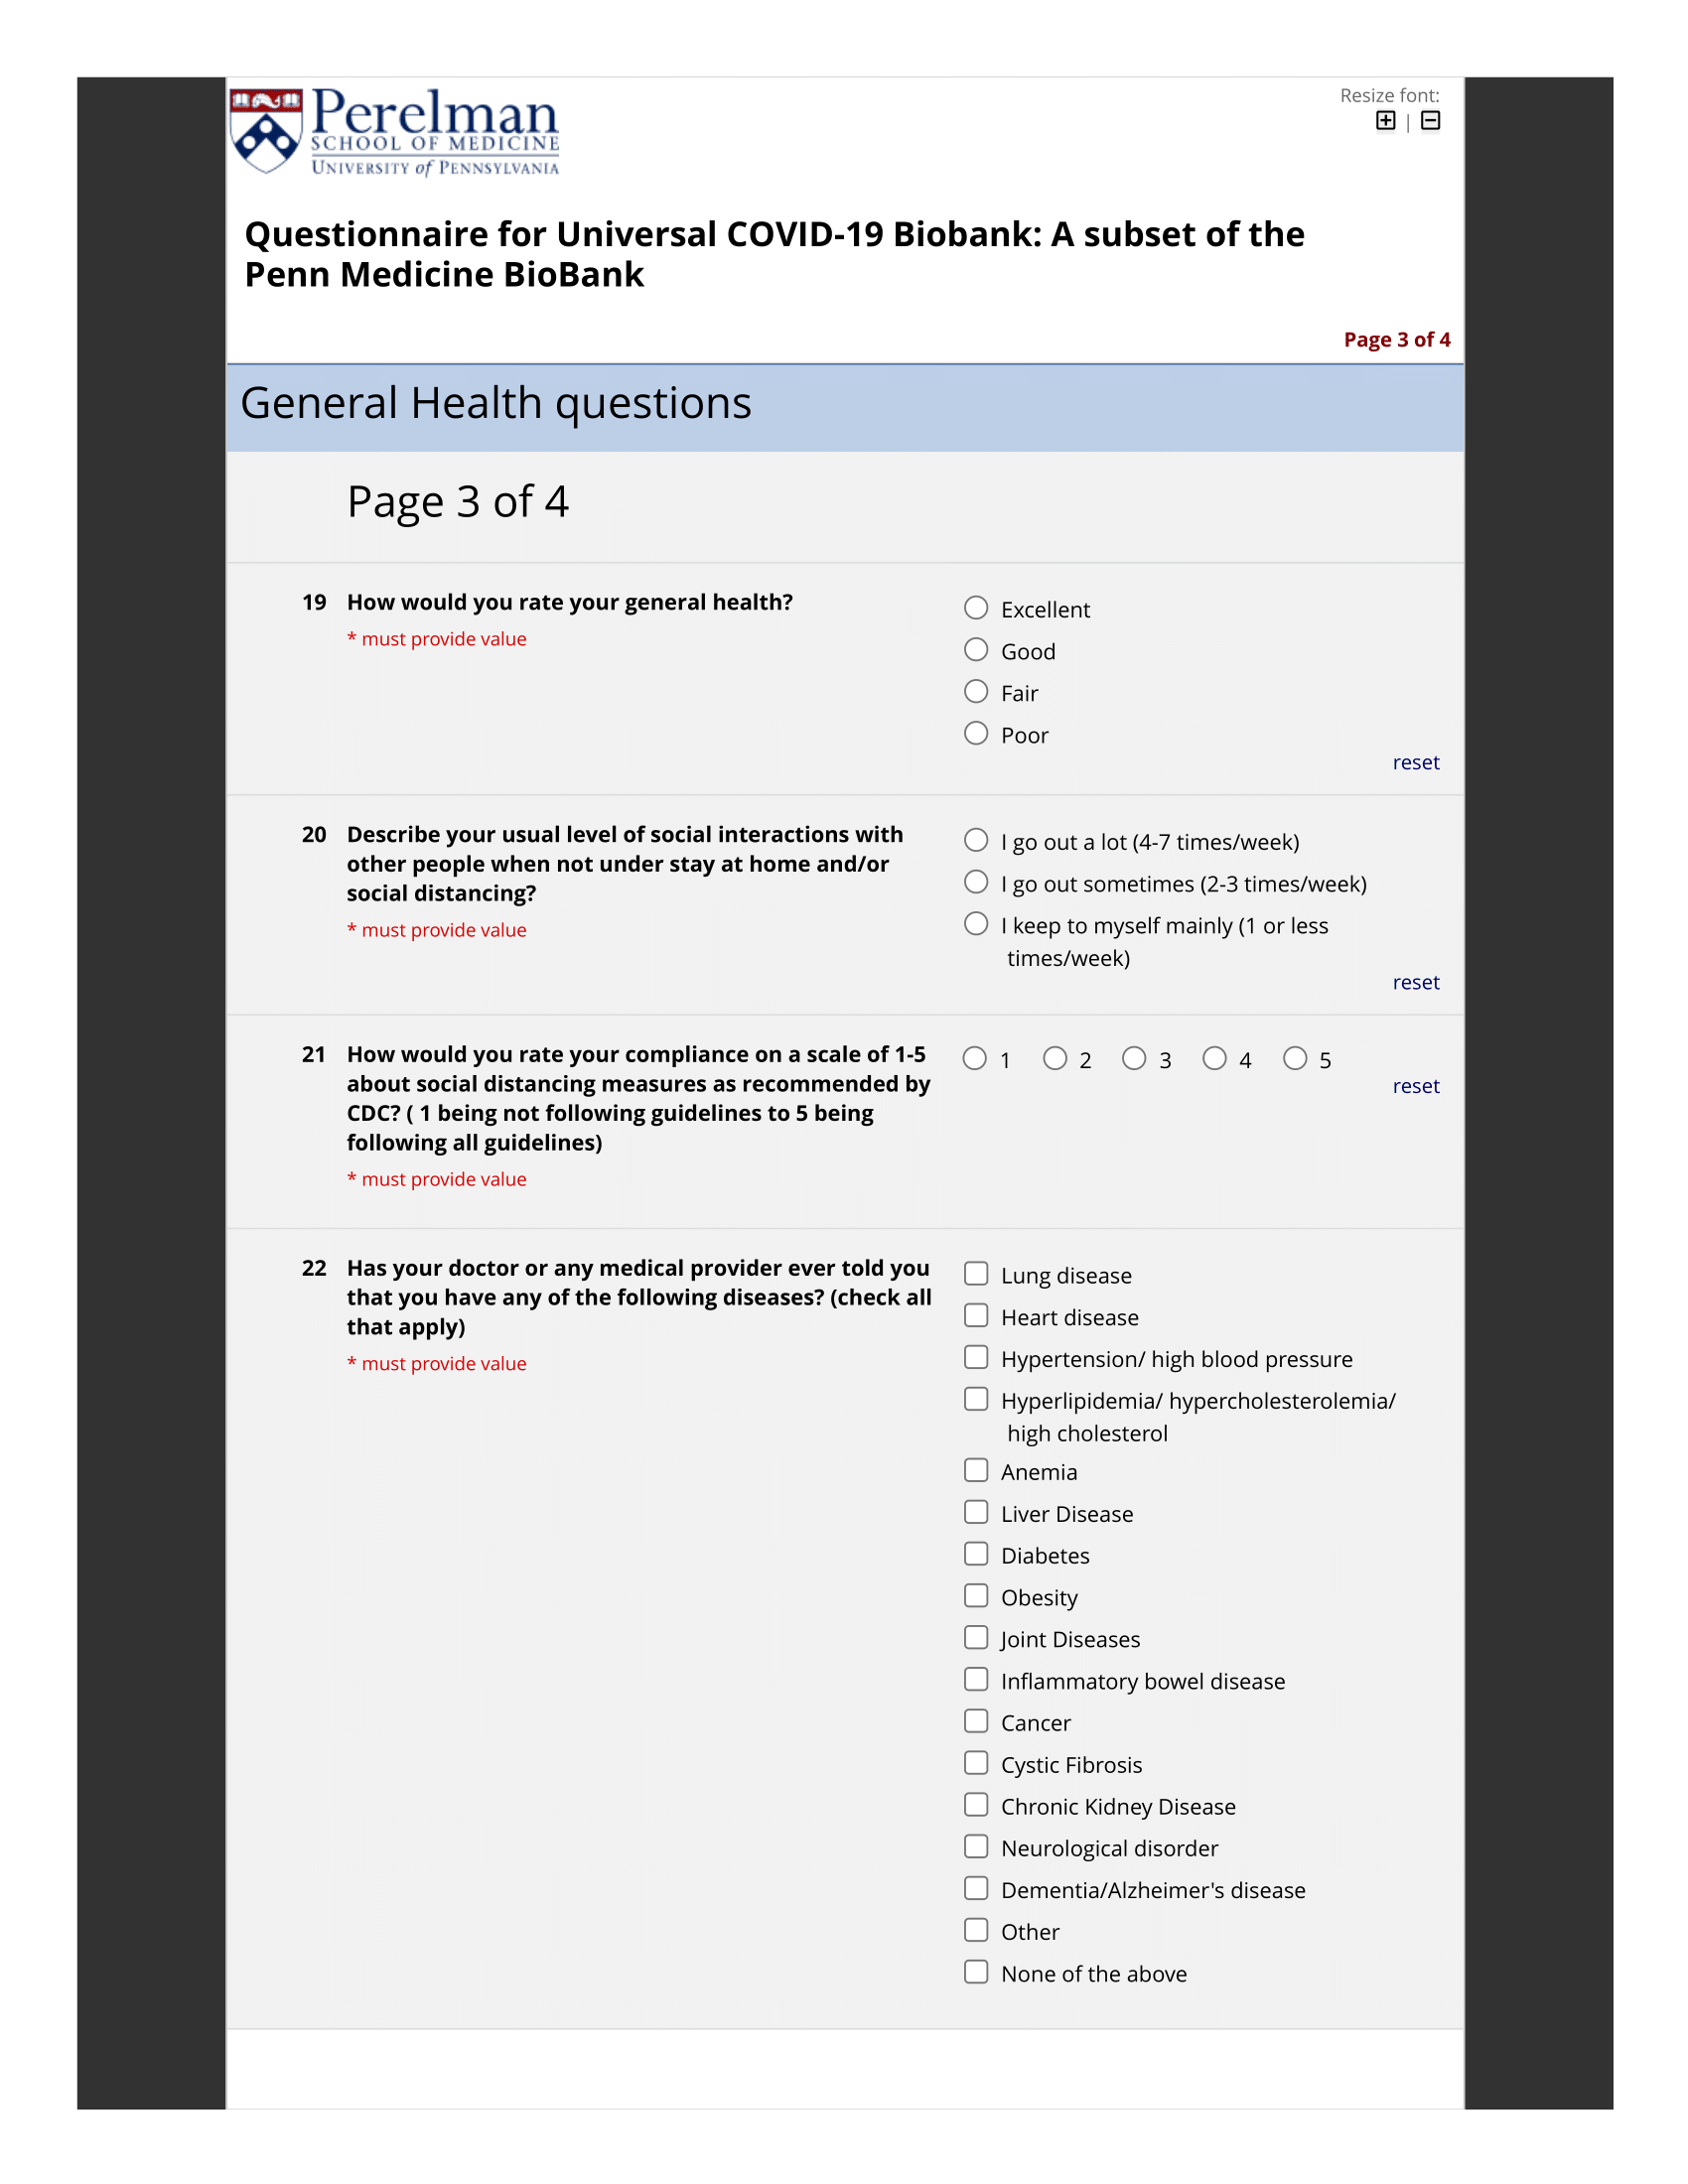 Perelman
SCHOOL OF MEDICINE
UNIVERSITY of PENNSYLVANIA
Resize font:
|
Questionnaire for Universal COVID-19 Biobank: A subset of the
Penn Medicine BioBank
Page 3 of 4
General Health questions
Page 3 of 4
19 How would you rate your general health?
* must provide value
Excellent
Good
Fair
Poor
reset
20 Describe your usual level of social interactions with
other people when not under stay at home and/or
social distancing?
* must provide value
I go out a lot (4-7 times/week)
I go out sometimes (2-3 times/week)
I keep to myself mainly (1 or less
times/week)
reset
21 How would you rate your compliance on a scale of 1-5
about social distancing measures as recommended by
CDC? ( 1 being not following guidelines to 5 being
following all guidelines)
* must provide value
1 2 3 4 5
reset
22 Has your doctor or any medical provider ever told you
that you have any of the following diseases? (check all
that apply)
* must provide value
Lung disease
Heart disease
Hypertension/ high blood pressure
Hyperlipidemia/ hypercholesterolemia/
high cholesterol
Anemia
Liver Disease
Diabetes
Obesity
Joint Diseases
Inflammatory bowel disease
Cancer
Cystic Fibrosis
Chronic Kidney Disease
Neurological disorder
Dementia/Alzheimer's disease
Other
None of the above